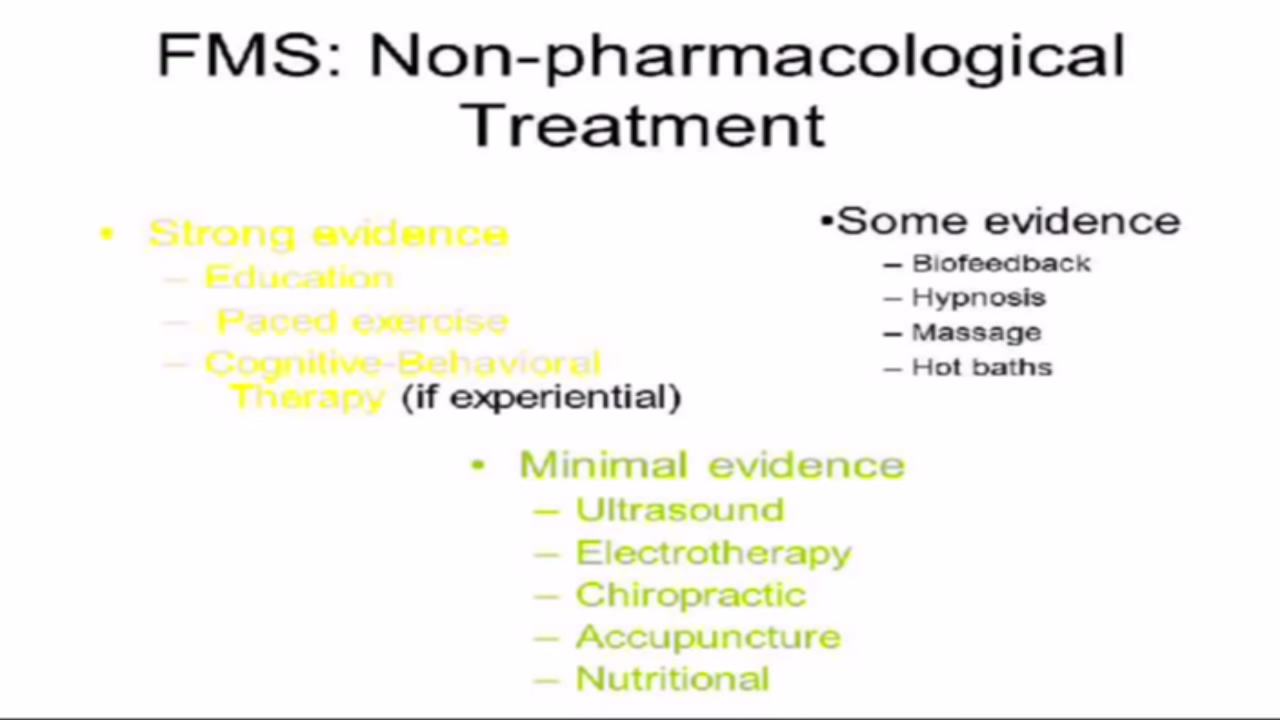 FMS: Non-pharmacological
Treatment
• Strong evidence
– Education
– Paced exercise
– Cognitive-Behavioral
Therapy (if experiential)
•Some evidence
– Biofeedback
– Hypnosis
– Massage
– Hot baths
• Minimal evidence
– Ultrasound
– Electrotherapy
– Chiropractic
– Accupuncture
– Nutritional